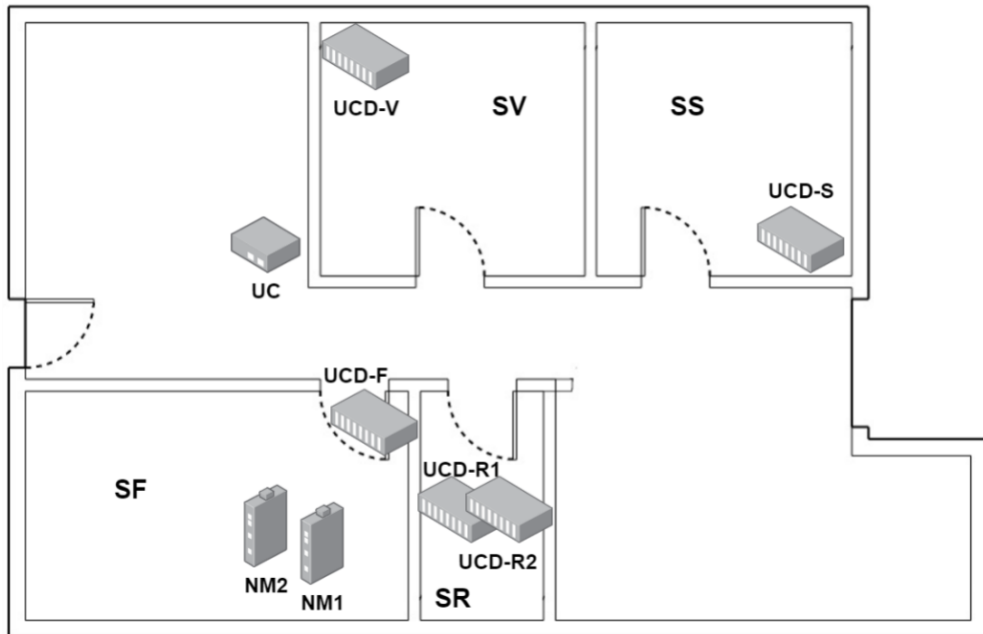 UCD-V
SV
SS
UCD-S
UC
UCD-F
UCD-R1
SF
UCD-R2
NM2
NM1
SR